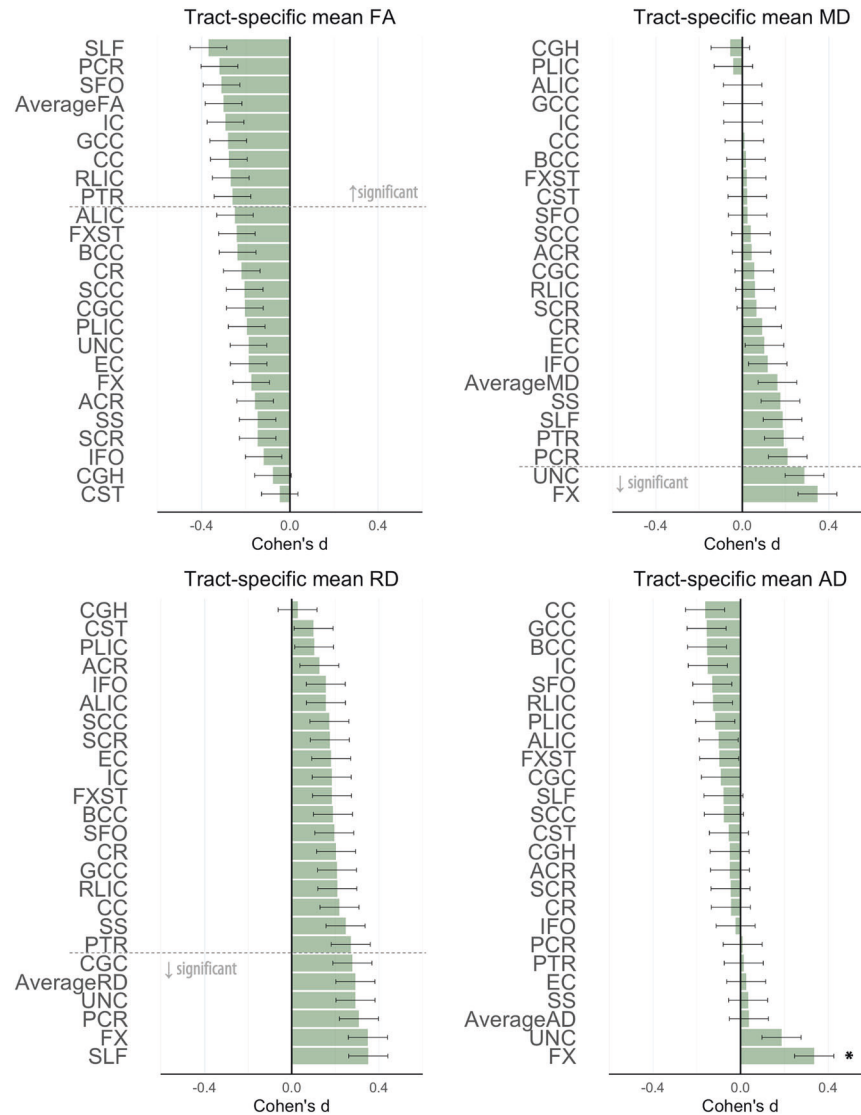 Tract-specific mean FA
SLF
PCR
SFO
AverageFA
IC
GCC
CC
RLIC
PTR
↑significant
ALIC
FXST
BCC
CR
SCC
CGC
PLIC
UNC
EC
FX
ACR
SS
SCR
IFO
CGH
CST
-0.4 0.0 0.4
Cohen's d
Tract-specific mean MD
CGH
PLIC
ALIC
GCC
IC
CC
BCC
FXST
CST
SFO
SCC
ACR
CGC
RLIC
SCR
CR
EC
IFO
AverageMD
SS
SLF
PTR
PCR
UNC
↓ significant
FX
-0.4 0.0 0.4
Cohen's d
Tract-specific mean RD
CGH
CST
PLIC
ACR
IFO
ALIC
SCC
SCR
EC
IC
FXST
BCC
SFO
CR
GCC
RLIC
CC
SS
PTR
CGC
↓ significant
AverageRD
UNC
PCR
FX
SLF
-0.4 0.0 0.4
Cohen's d
Tract-specific mean AD
CC
GCC
BCC
IC
SFO
RLIC
PLIC
ALIC
FXST
CGC
SLF
SCC
CST
CGH
ACR
SCR
CR
IFO
PCR
PTR
EC
SS
AverageAD
UNC
FX *
-0.4 0.0 0.4
Cohen's d